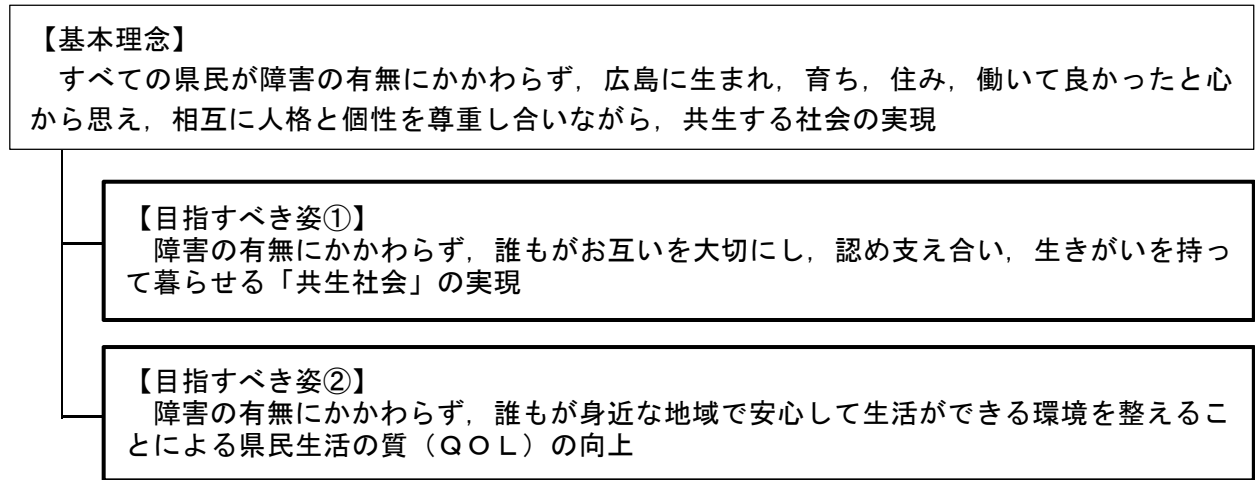 【基本理念】
　すべての県民が障害の有無にかかわらず，広島に生まれ，育ち，住み，働いて良かったと心
から思え，相互に人格と個性を尊重し合いながら，共生する社会の実現
【目指すべき姿①】
　障害の有無にかかわらず，誰もがお互いを大切にし，認め支え合い，生きがいを持っ
て暮らせる「共生社会」の実現
【目指すべき姿②】
　障害の有無にかかわらず，誰もが身近な地域で安心して生活ができる環境を整えるこ
とによる県民生活の質（ＱＯＬ）の向上